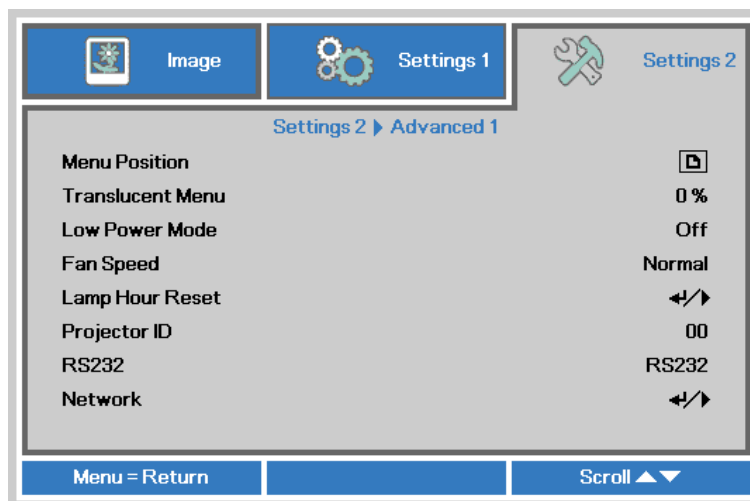 Image Settings 1 Settings 2
Settings 2 ▶ Advanced 1
Menu Position
Translucent Menu 0 %
Low Power Mode Off
Fan Speed Normal
Lamp Hour Reset ↵/▶
Projector ID 00
RS232 RS232
Network ↵/▶
Menu = Return Scroll ▲▼